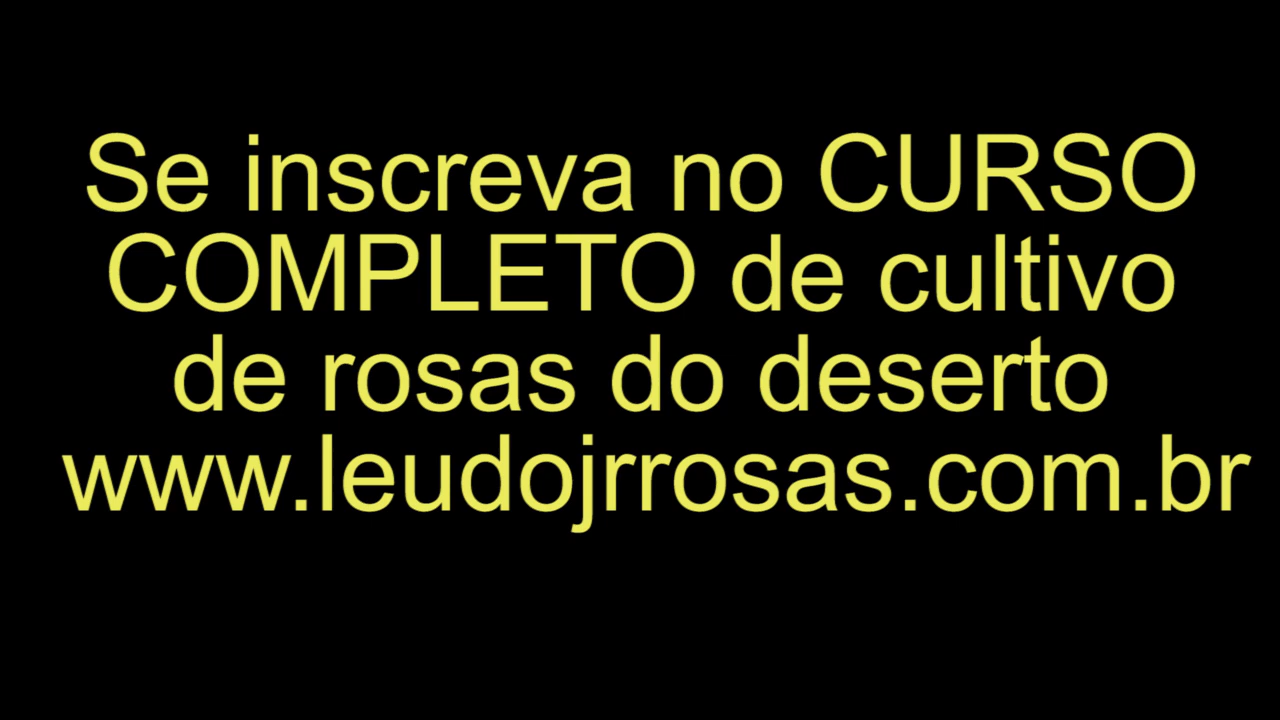 Se inscreva no CURSO
COMPLETO de cultivo
de rosas do deserto
www.leudojrrosas.com.br